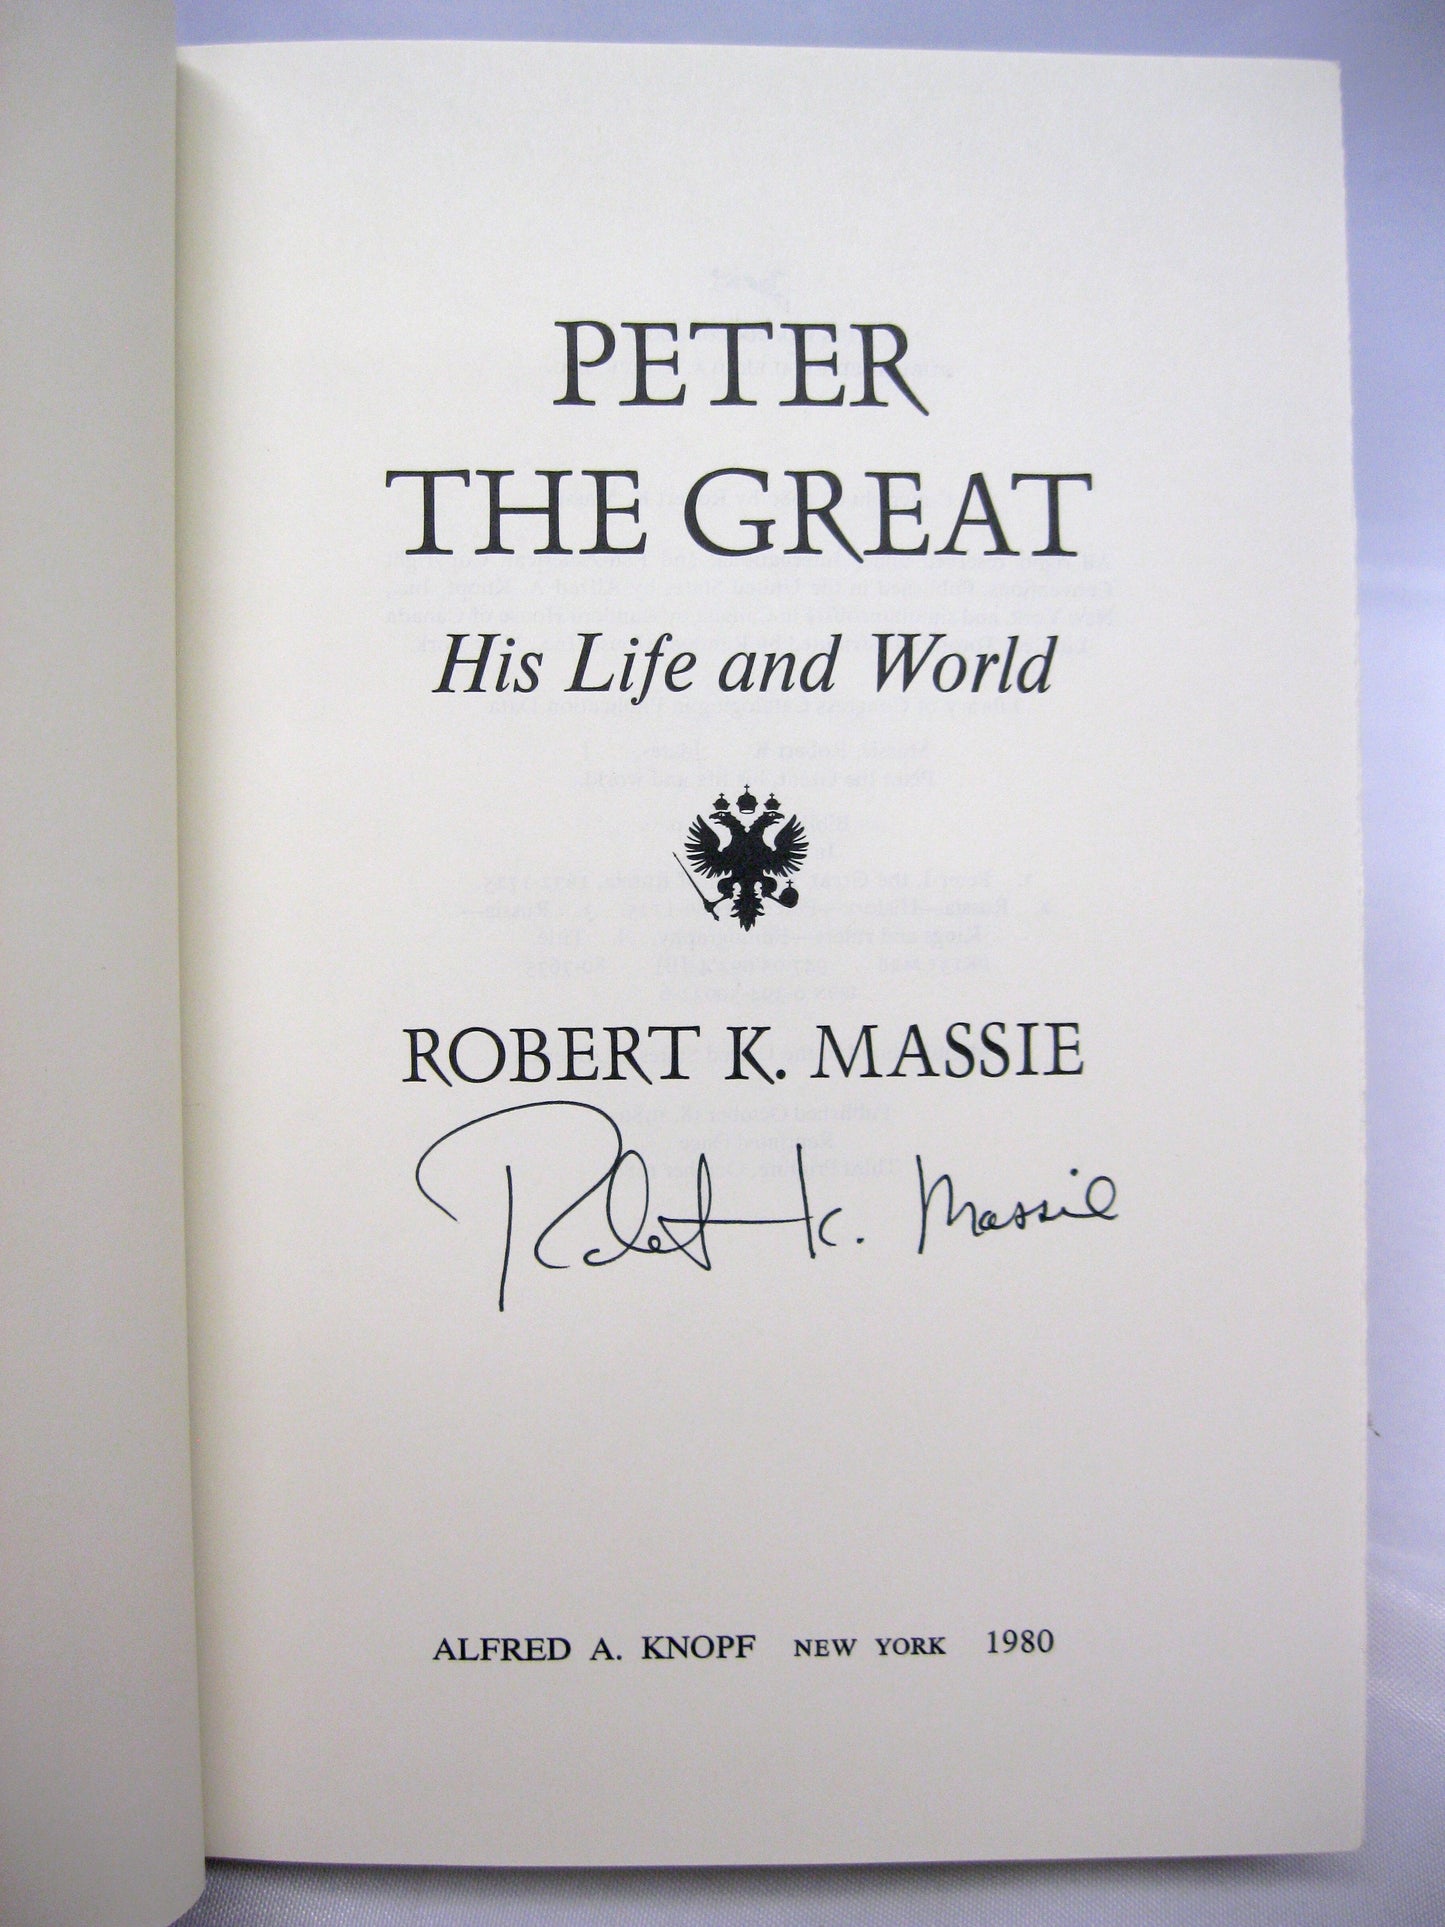 PETER
THE GREAT
His Life and World
ROBERT K. MASSIE
Robert K. Massie
ALFRED A. KNOPF NEW YORK 1980